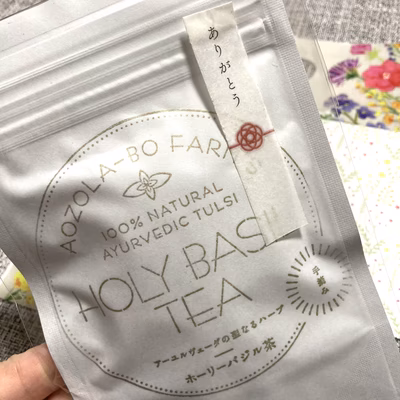 ありがとう
AOZOLA-BO FAR
100% NATURAL
AYURVEDIC TULSI
HOLY BASI
TEA
手摘み
アーユルヴェーダの聖なるハーブ
ホーリーバジル茶